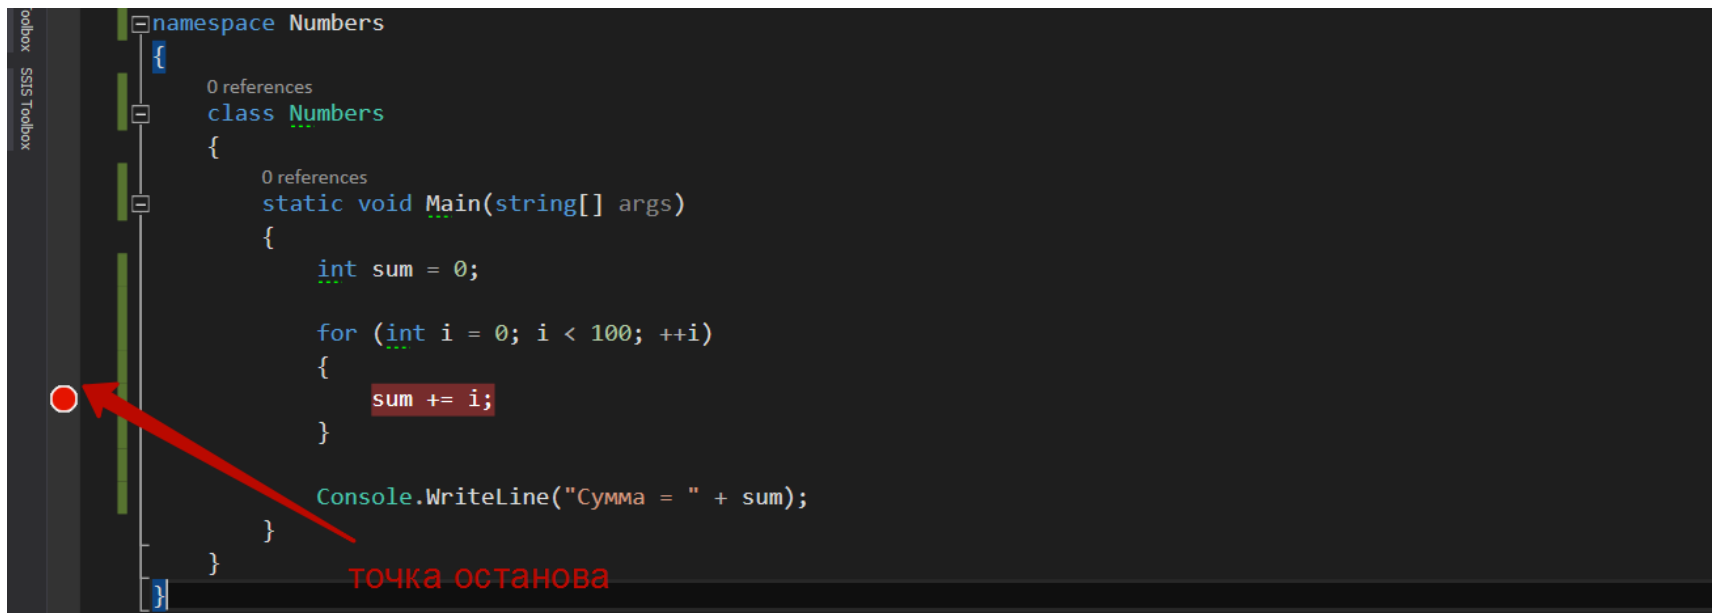 oolbox
SSIS Toolbox
namespace Numbers
{
0 references
class Numbers
{
0 references
static void Main(string[] args)
{
int sum = 0;
for (int i = 0; i < 100; ++i)
{
sum += i;
}
Console.WriteLine("Сумма = " + sum);
}
}
точка останова
}